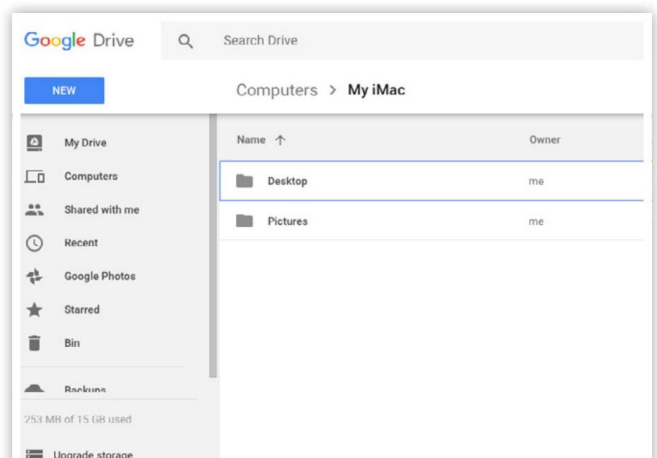 Google Drive
Search Drive
NEW
Computers > My iMac
My Drive
Computers
Shared with me
Recent
Google Photos
Starred
Bin
Backups
253 MB of 15 GB used
Upgrade storage
Name ↑ Owner
Desktop me
Pictures me